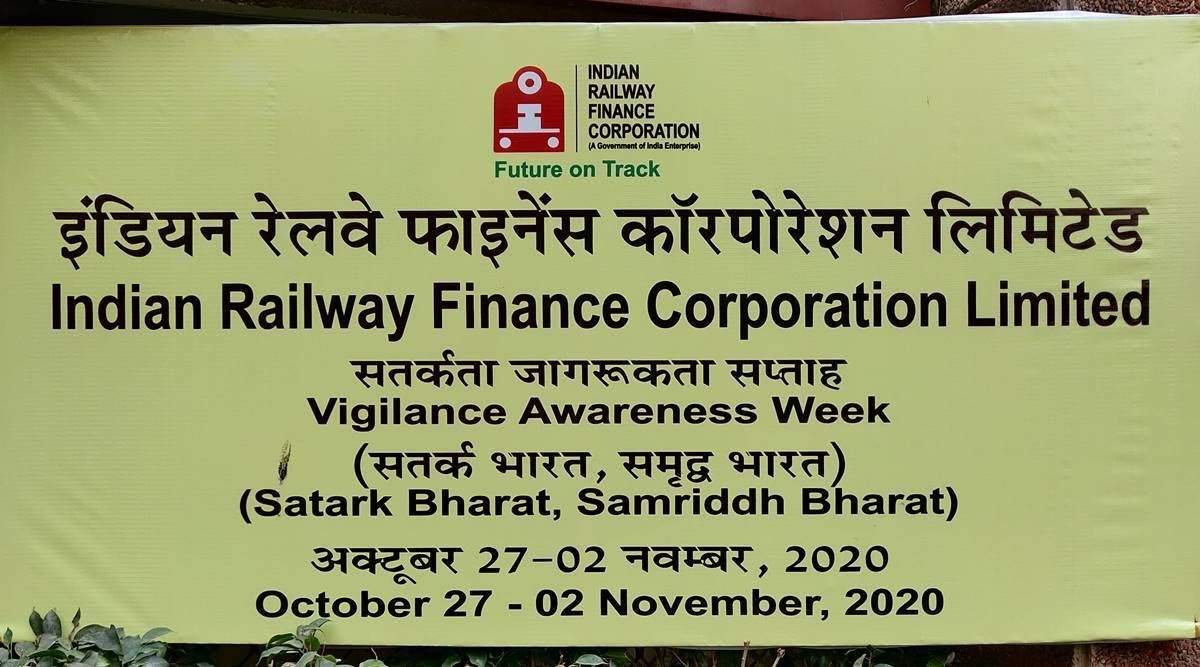 INDIAN
RAILWAY
FINANCE
CORPORATION
(A Government of India Enterprise)
Future on Track
इंडियन रेलवे फाइनेंस कॉरपोरेशन लिमिटेड
Indian Railway Finance Corporation Limited
सतर्कता जागरूकता सप्ताह
Vigilance Awareness Week
(सतर्क भारत, समृद्ध भारत)
(Satark Bharat, Samriddh Bharat)
अक्टूबर 27-02 नवम्बर, 2020
October 27 - 02 November, 2020